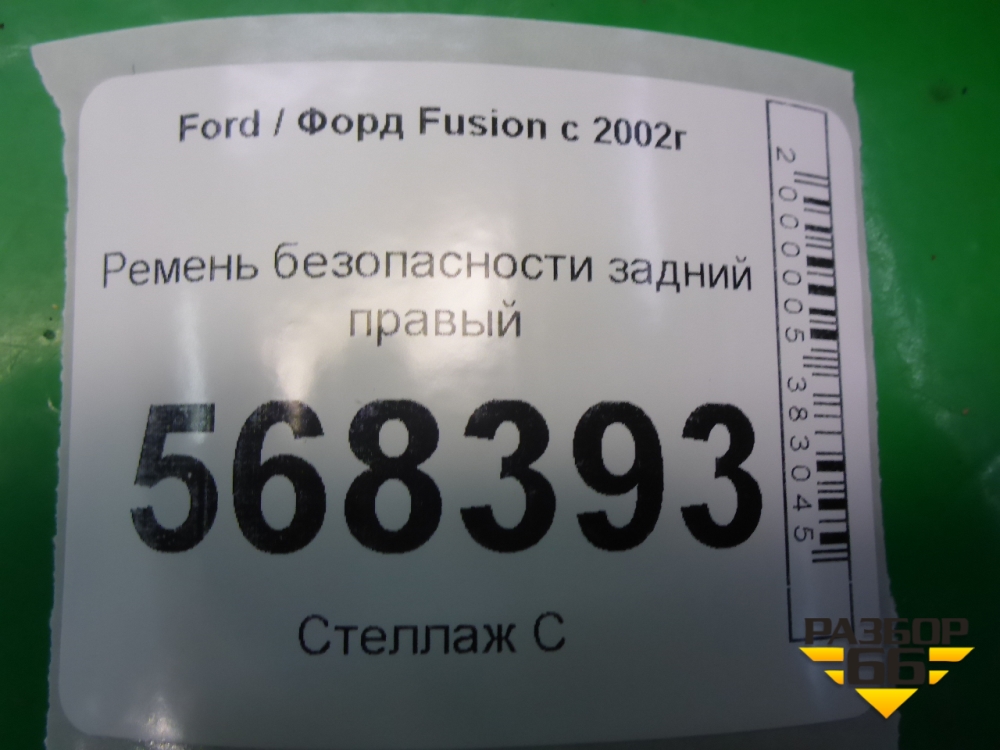 Ford / Форд Fusion с 2002г
Ремень безопасности задний
правый
568393
Стеллаж С
2000005383045
РАЗБОР
66